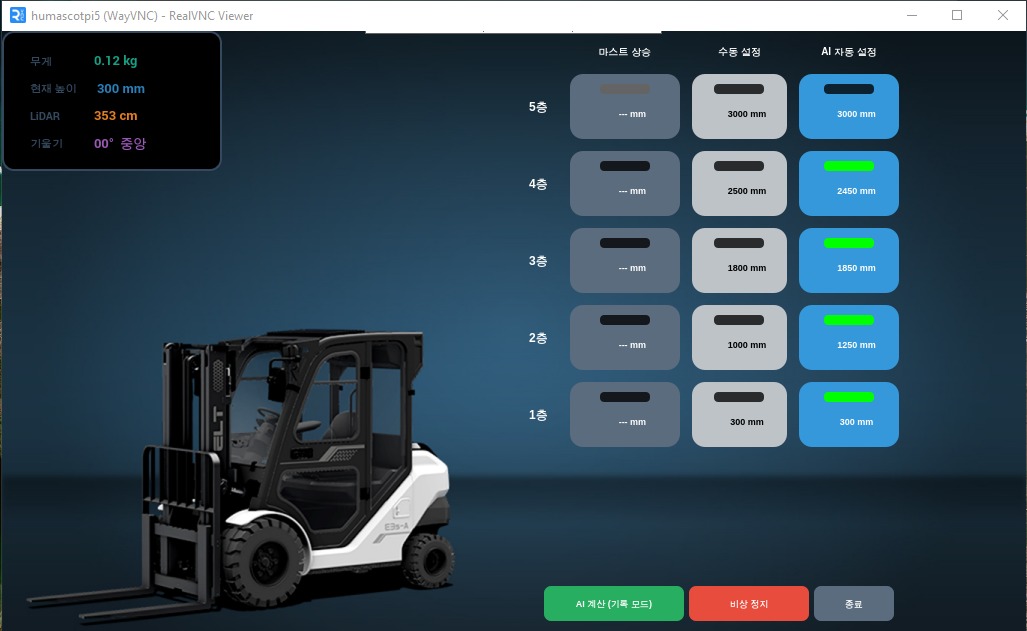 humascotpi5 (WayVNC) - RealVNC Viewer
무게 0.12 kg
현재 높이 300 mm
LiDAR 353 cm
기울기 00° 중앙
마스트 상승 수동 설정 AI 자동 설정
5층 --- mm 3000 mm 3000 mm
4층 --- mm 2500 mm 2450 mm
3층 --- mm 1800 mm 1850 mm
2층 --- mm 1000 mm 1250 mm
1층 --- mm 300 mm 300 mm
ELT
E3s-A
AI 계산 (기록 모드) 비상 정지 종료